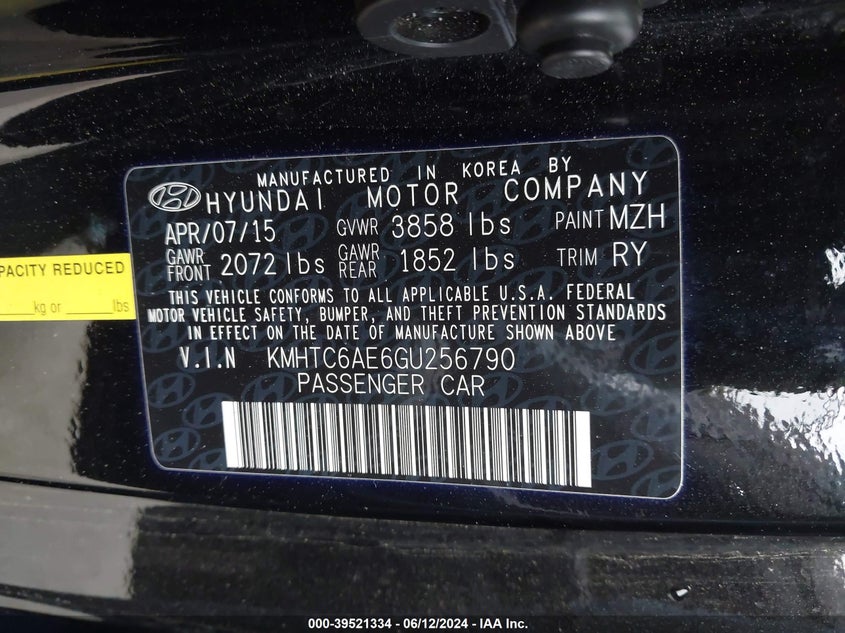 MANUFACTURED IN KOREA BY
HYUNDAI MOTOR COMPANY
APR/07/15 GVWR 3858 lbs PAINT MZH
GAWR FRONT 2072 lbs GAWR REAR 1852 lbs TRIM RY
THIS VEHICLE CONFORMS TO ALL APPLICABLE U.S.A. FEDERAL
MOTOR VEHICLE SAFETY, BUMPER, AND THEFT PREVENTION STANDARDS
IN EFFECT ON THE DATE OF MANUFACTURE SHOWN ABOVE
V.I.N KMHTC6AE6GU256790
PASSENGER CAR
PACITY REDUCED
kg or lbs
000-39521334 - 06/12/2024 - IAA Inc.